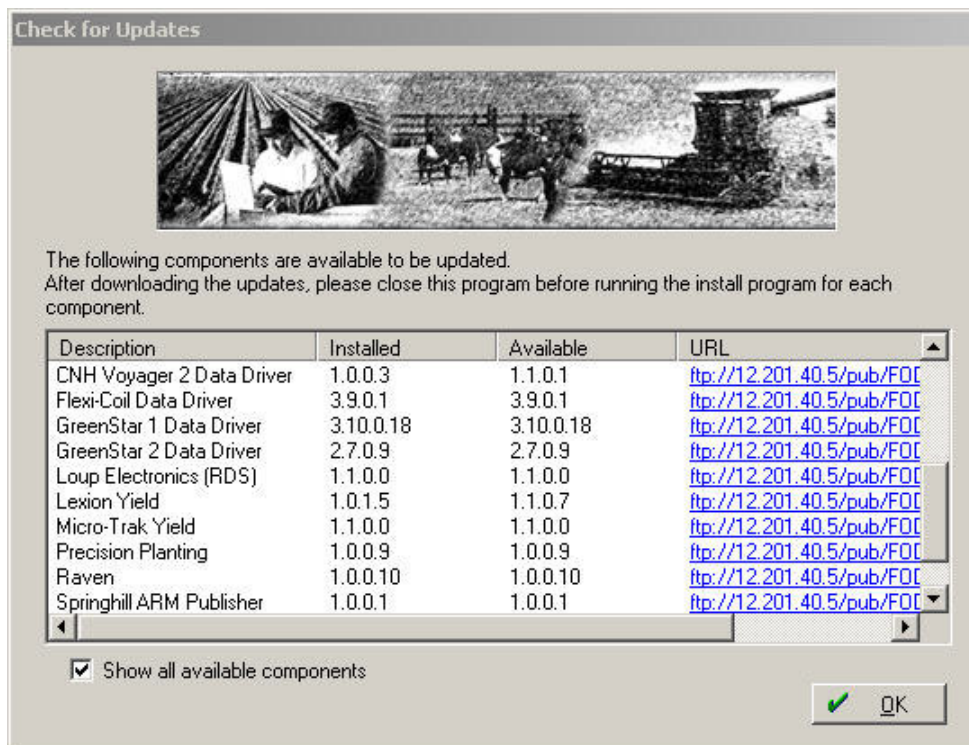 Check for Updates
The following components are available to be updated.
After downloading the updates, please close this program before running the install program for each
component.
Description Installed Available URL
CNH Voyager 2 Data Driver 1.0.0.3 1.1.0.1 ftp://12.201.40.5/pub/FOD
Flexi-Coil Data Driver 3.9.0.1 3.9.0.1 ftp://12.201.40.5/pub/FOD
GreenStar 1 Data Driver 3.10.0.18 3.10.0.18 ftp://12.201.40.5/pub/FOD
GreenStar 2 Data Driver 2.7.0.9 2.7.0.9 ftp://12.201.40.5/pub/FOD
Loup Electronics (RDS) 1.1.0.0 1.1.0.0 ftp://12.201.40.5/pub/FOD
Lexion Yield 1.0.1.5 1.1.0.7 ftp://12.201.40.5/pub/FOD
Micro-Trak Yield 1.1.0.0 1.1.0.0 ftp://12.201.40.5/pub/FOD
Precision Planting 1.0.0.9 1.0.0.9 ftp://12.201.40.5/pub/FOD
Raven 1.0.0.10 1.0.0.10 ftp://12.201.40.5/pub/FOD
Springhill ARM Publisher 1.0.0.1 1.0.0.1 ftp://12.201.40.5/pub/FOD
Show all available components
OK